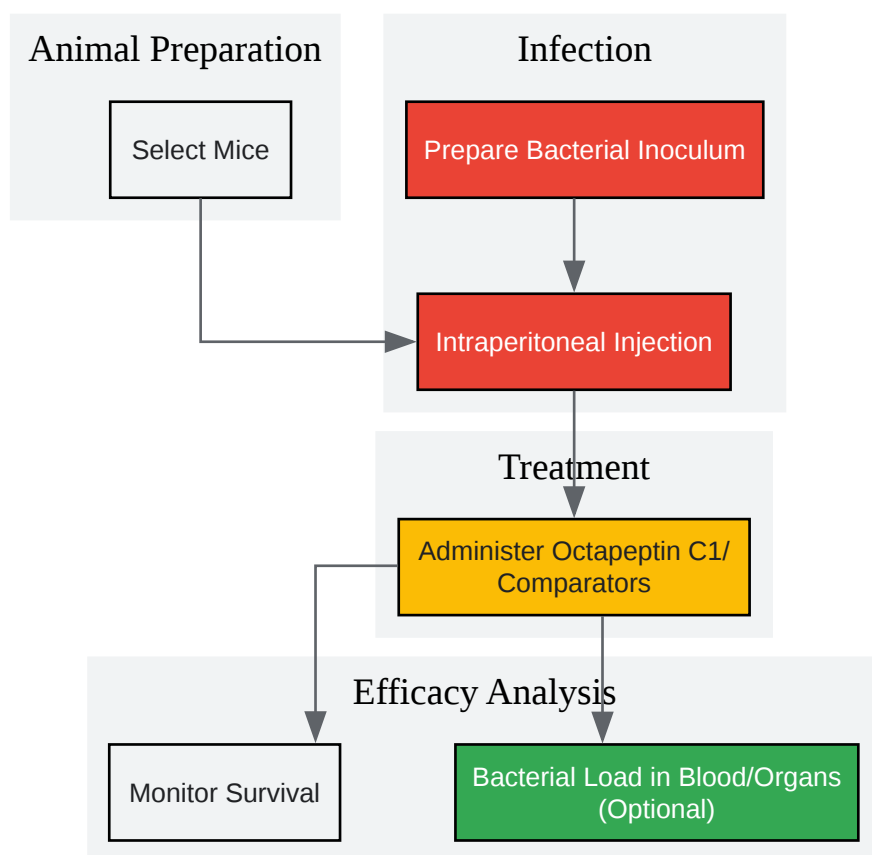 Animal Preparation
Select Mice
Infection
Prepare Bacterial Inoculum
Intraperitoneal Injection
Treatment
Administer Octapeptin C1/
Comparators
Efficacy Analysis
Monitor Survival
Bacterial Load in Blood/Organs
(Optional)